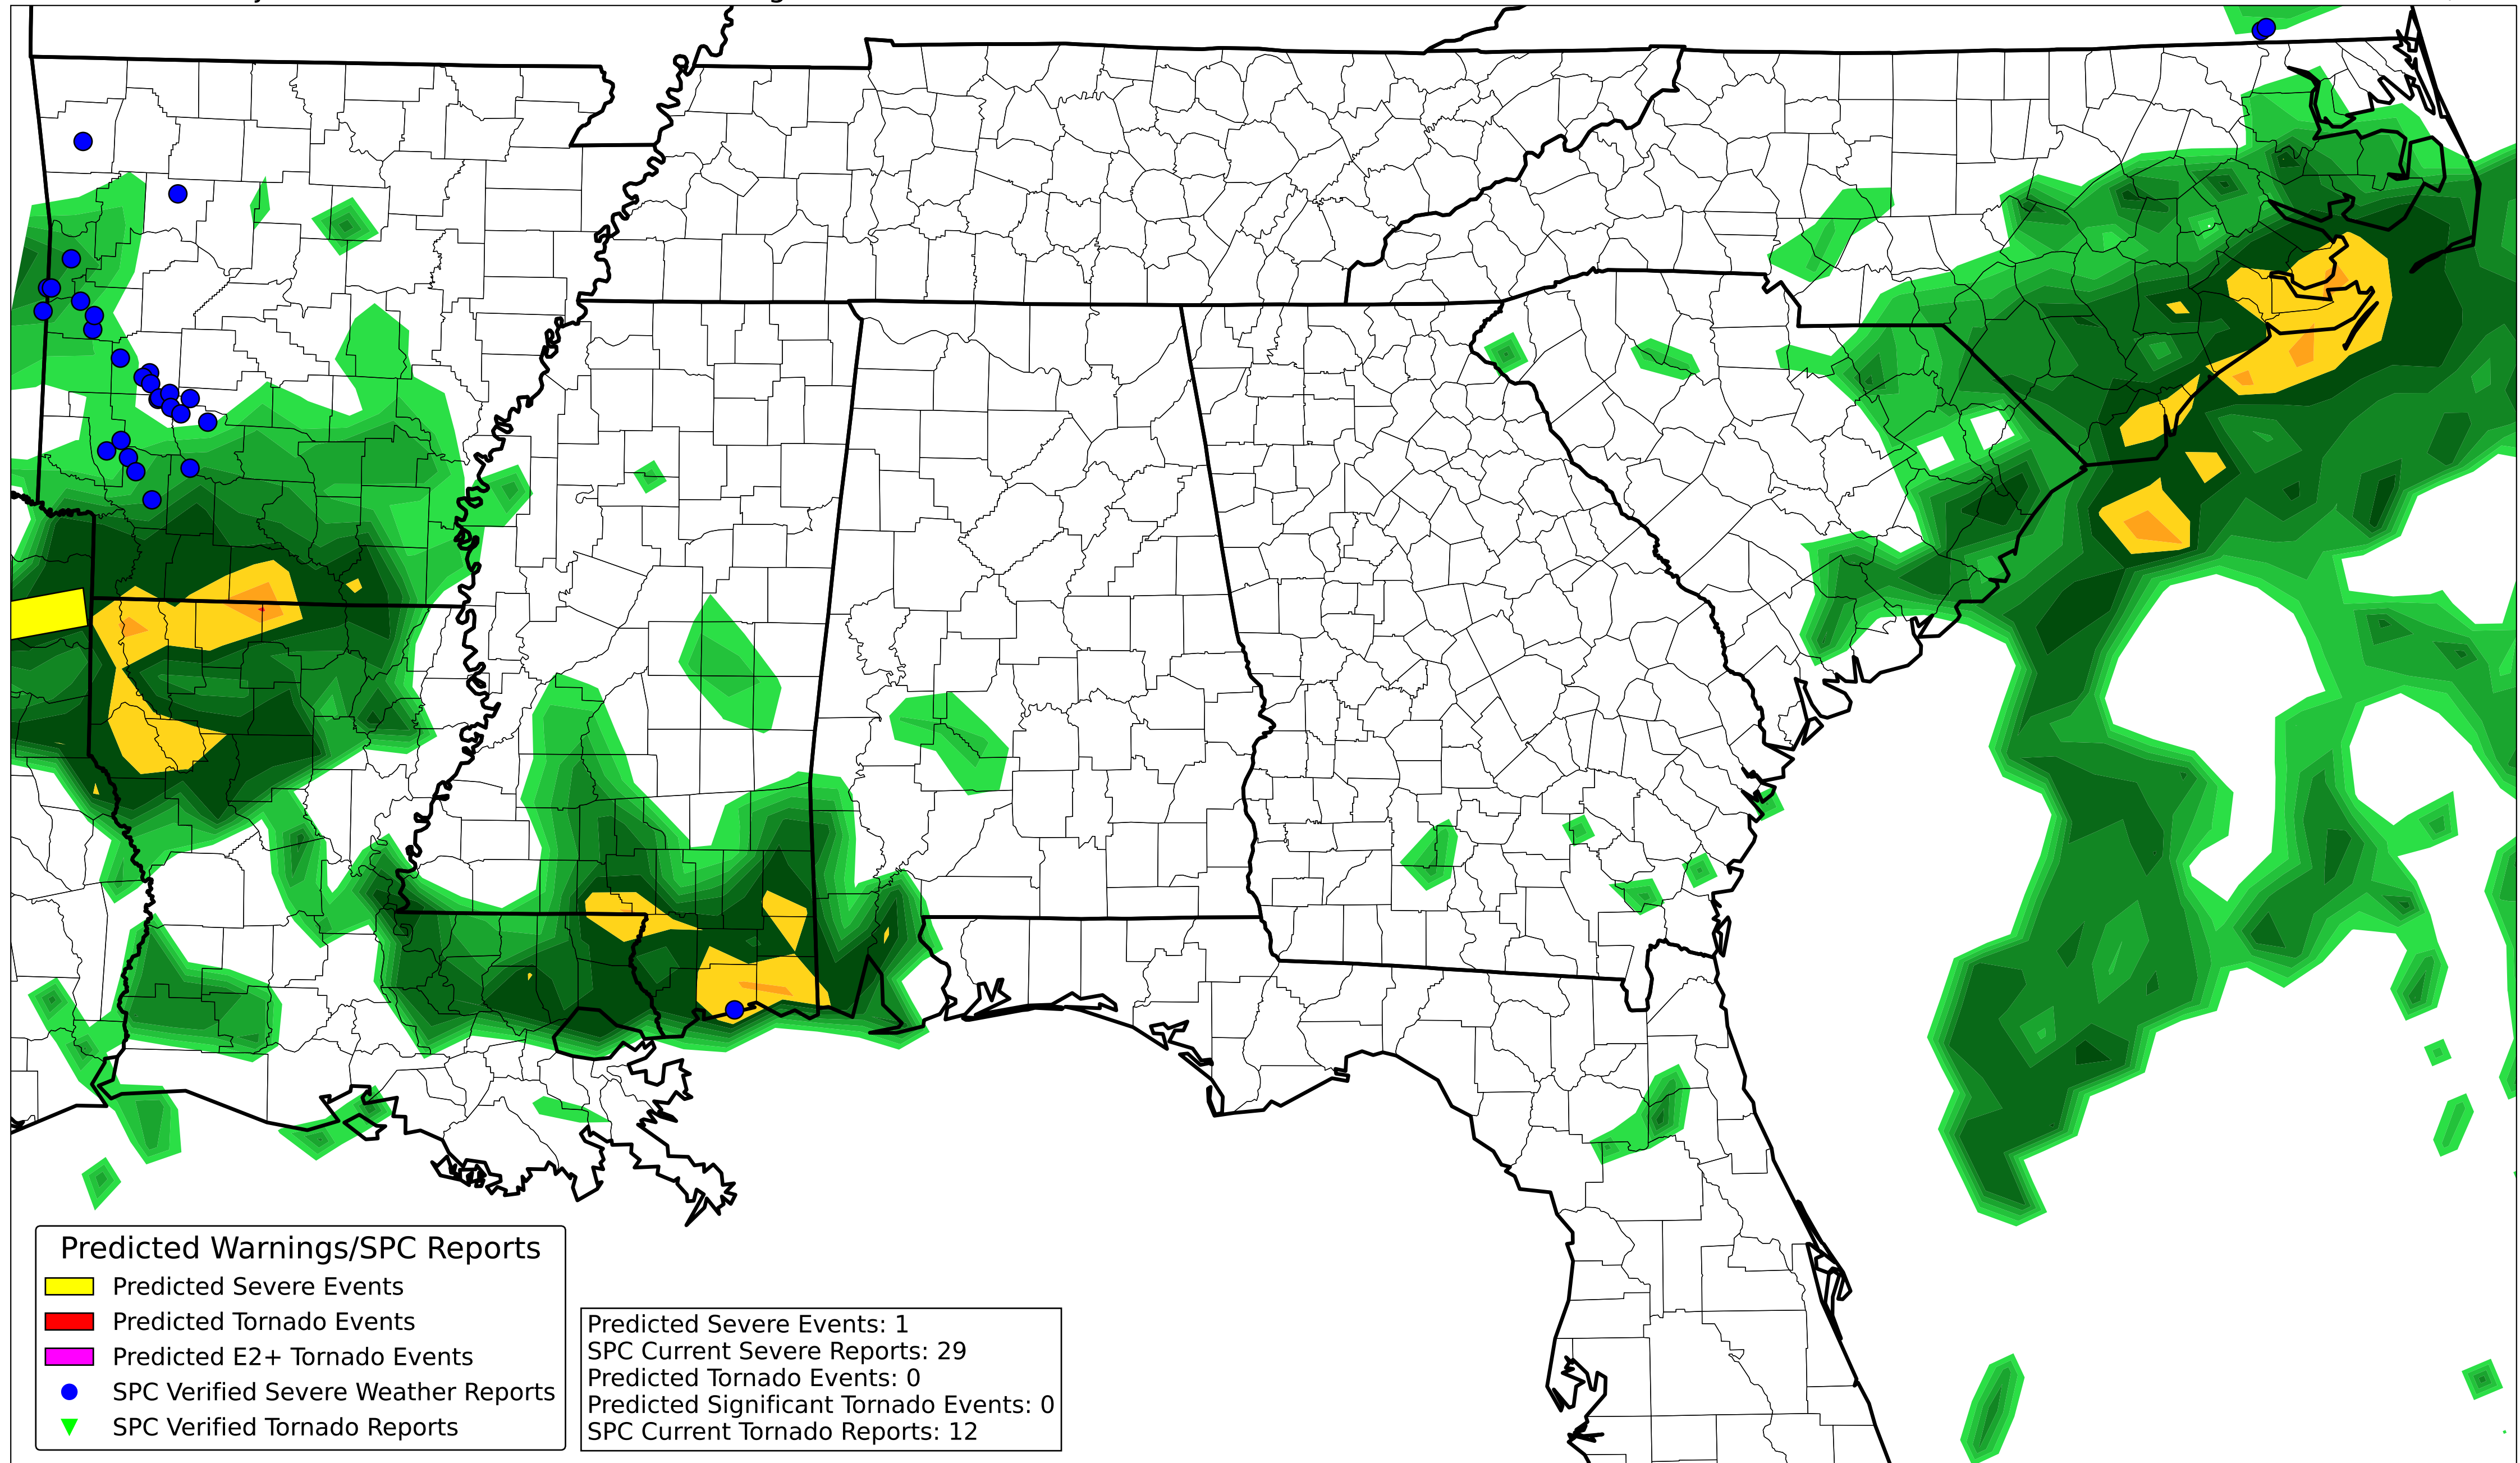 Predicted Warnings/SPC Reports
Predicted Severe Events
Predicted Tornado Events
Predicted E2+ Tornado Events
SPC Verified Severe Weather Reports
SPC Verified Tornado Reports
Predicted Severe Events: 1
SPC Current Severe Reports: 29
Predicted Tornado Events: 0
Predicted Significant Tornado Events: 0
SPC Current Tornado Reports: 12